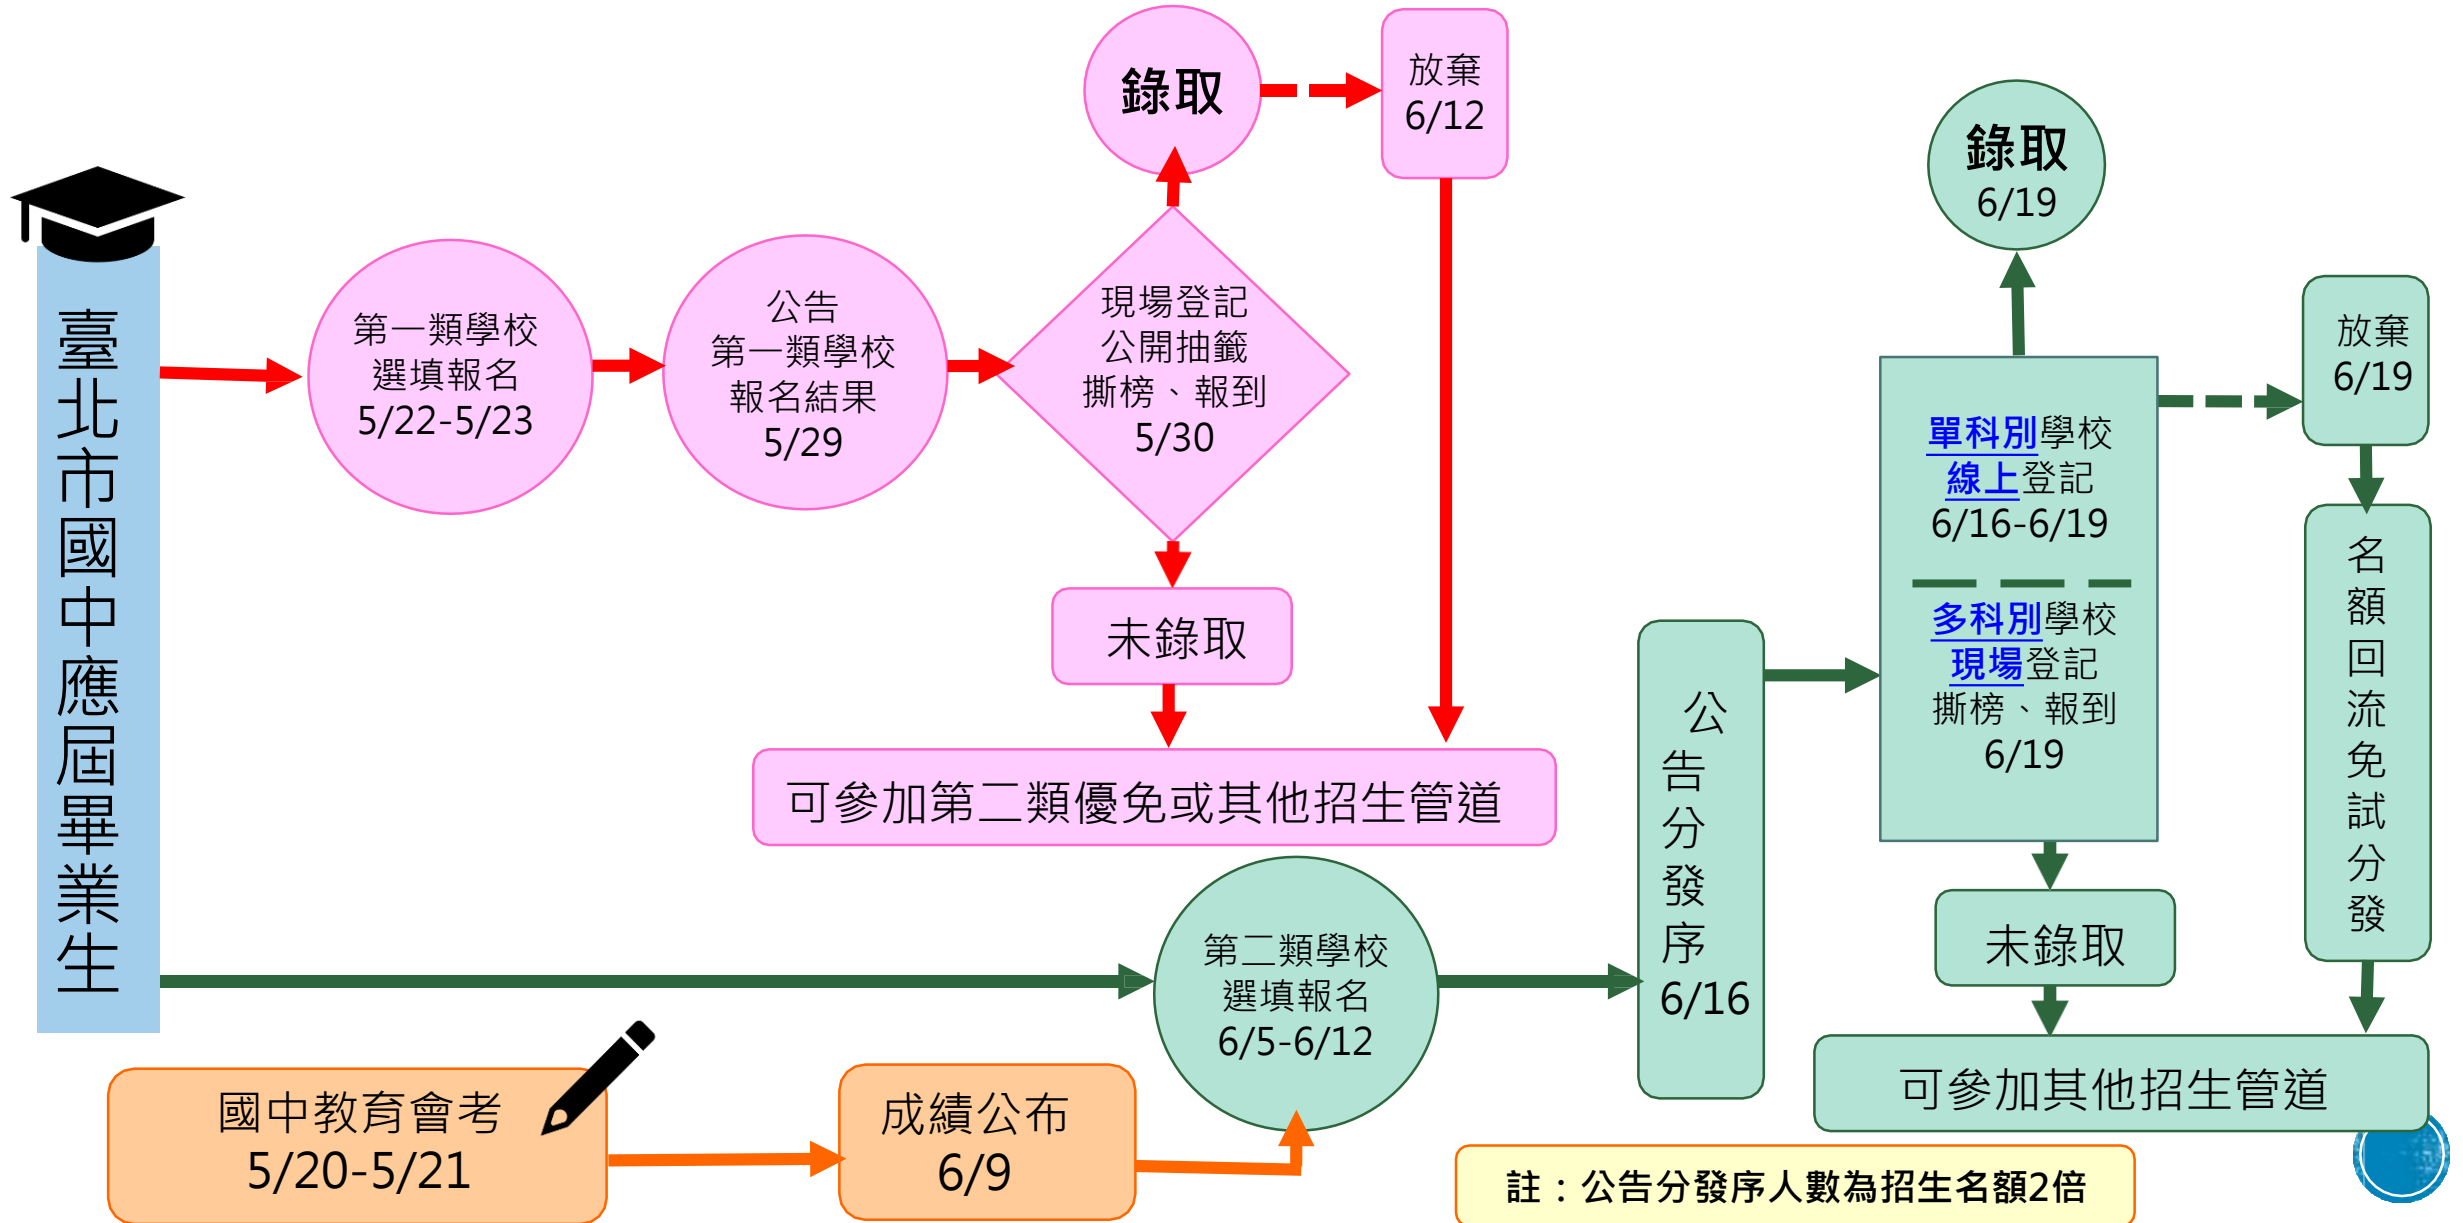 臺北市國中應屆畢業生
第一類學校
選填報名
5/22-5/23
公告
第一類學校
報名結果
5/29
現場登記
公開抽籤
撕榜、報到
5/30
錄取
放棄
6/12
未錄取
可參加第二類優免或其他招生管道
第二類學校
選填報名
6/5-6/12
國中教育會考
5/20-5/21
成績公布
6/9
公告分發序
6/16
單科別學校
線上登記
6/16-6/19
多科別學校
現場登記
撕榜、報到
6/19
錄取
6/19
放棄
6/19
名額回流免試分發
未錄取
可參加其他招生管道
註：公告分發序人數為招生名額2倍